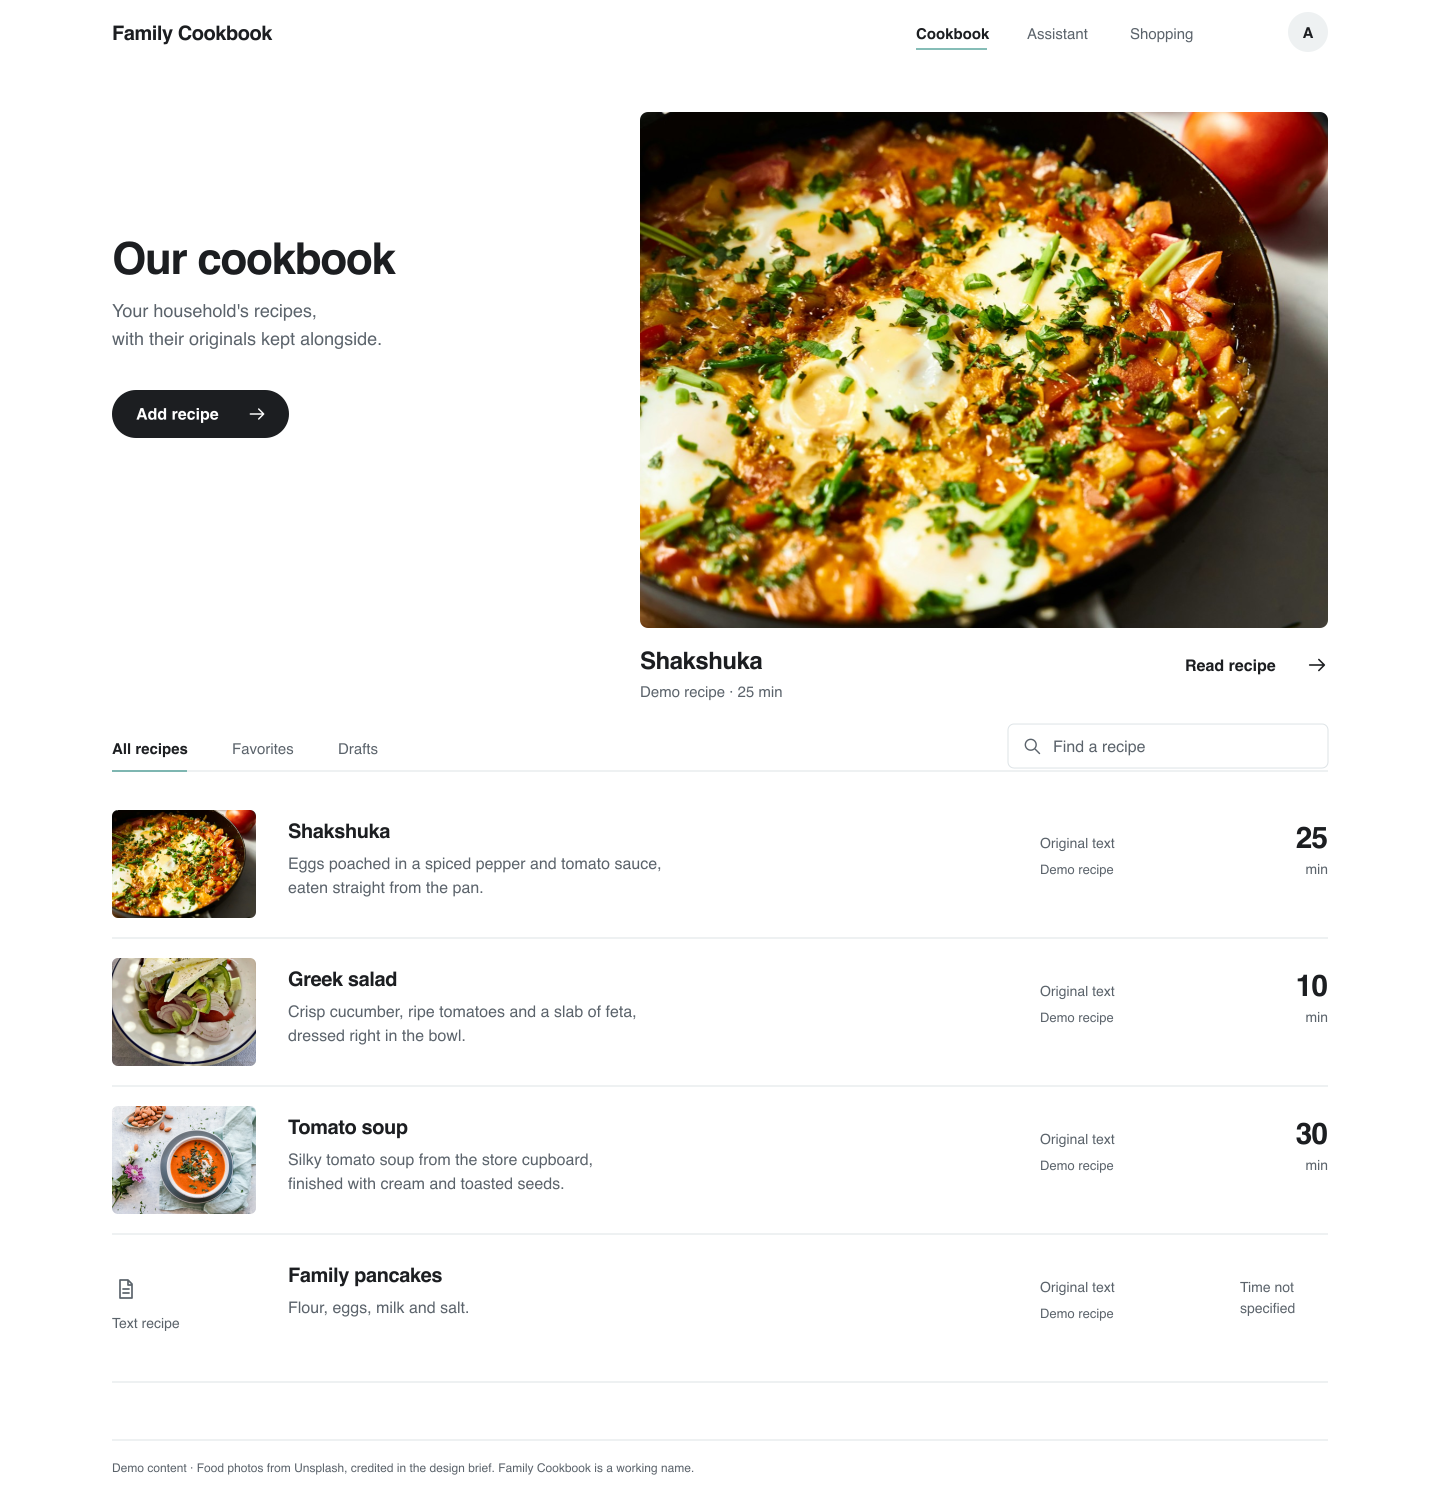 Family Cookbook
Cookbook
Assistant
Shopping
A
Our cookbook
Your household's recipes,
with their originals kept alongside.
Add recipe
Shakshuka
Demo recipe · 25 min
Read recipe
All recipes
Favorites
Drafts
Find a recipe
Shakshuka
Eggs poached in a spiced pepper and tomato sauce,
eaten straight from the pan.
Original text
Demo recipe
25
min
Greek salad
Crisp cucumber, ripe tomatoes and a slab of feta,
dressed right in the bowl.
Original text
Demo recipe
10
min
Tomato soup
Silky tomato soup from the store cupboard,
finished with cream and toasted seeds.
Original text
Demo recipe
30
min
Text recipe
Family pancakes
Flour, eggs, milk and salt.
Original text
Demo recipe
Time not
specified
Demo content · Food photos from Unsplash, credited in the design brief. Family Cookbook is a working name.